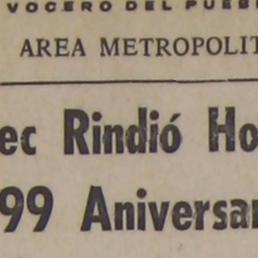 VOCERO DEL PUEB
AREA METROPOLIT
ec Rindió Ho
99 Aniversar